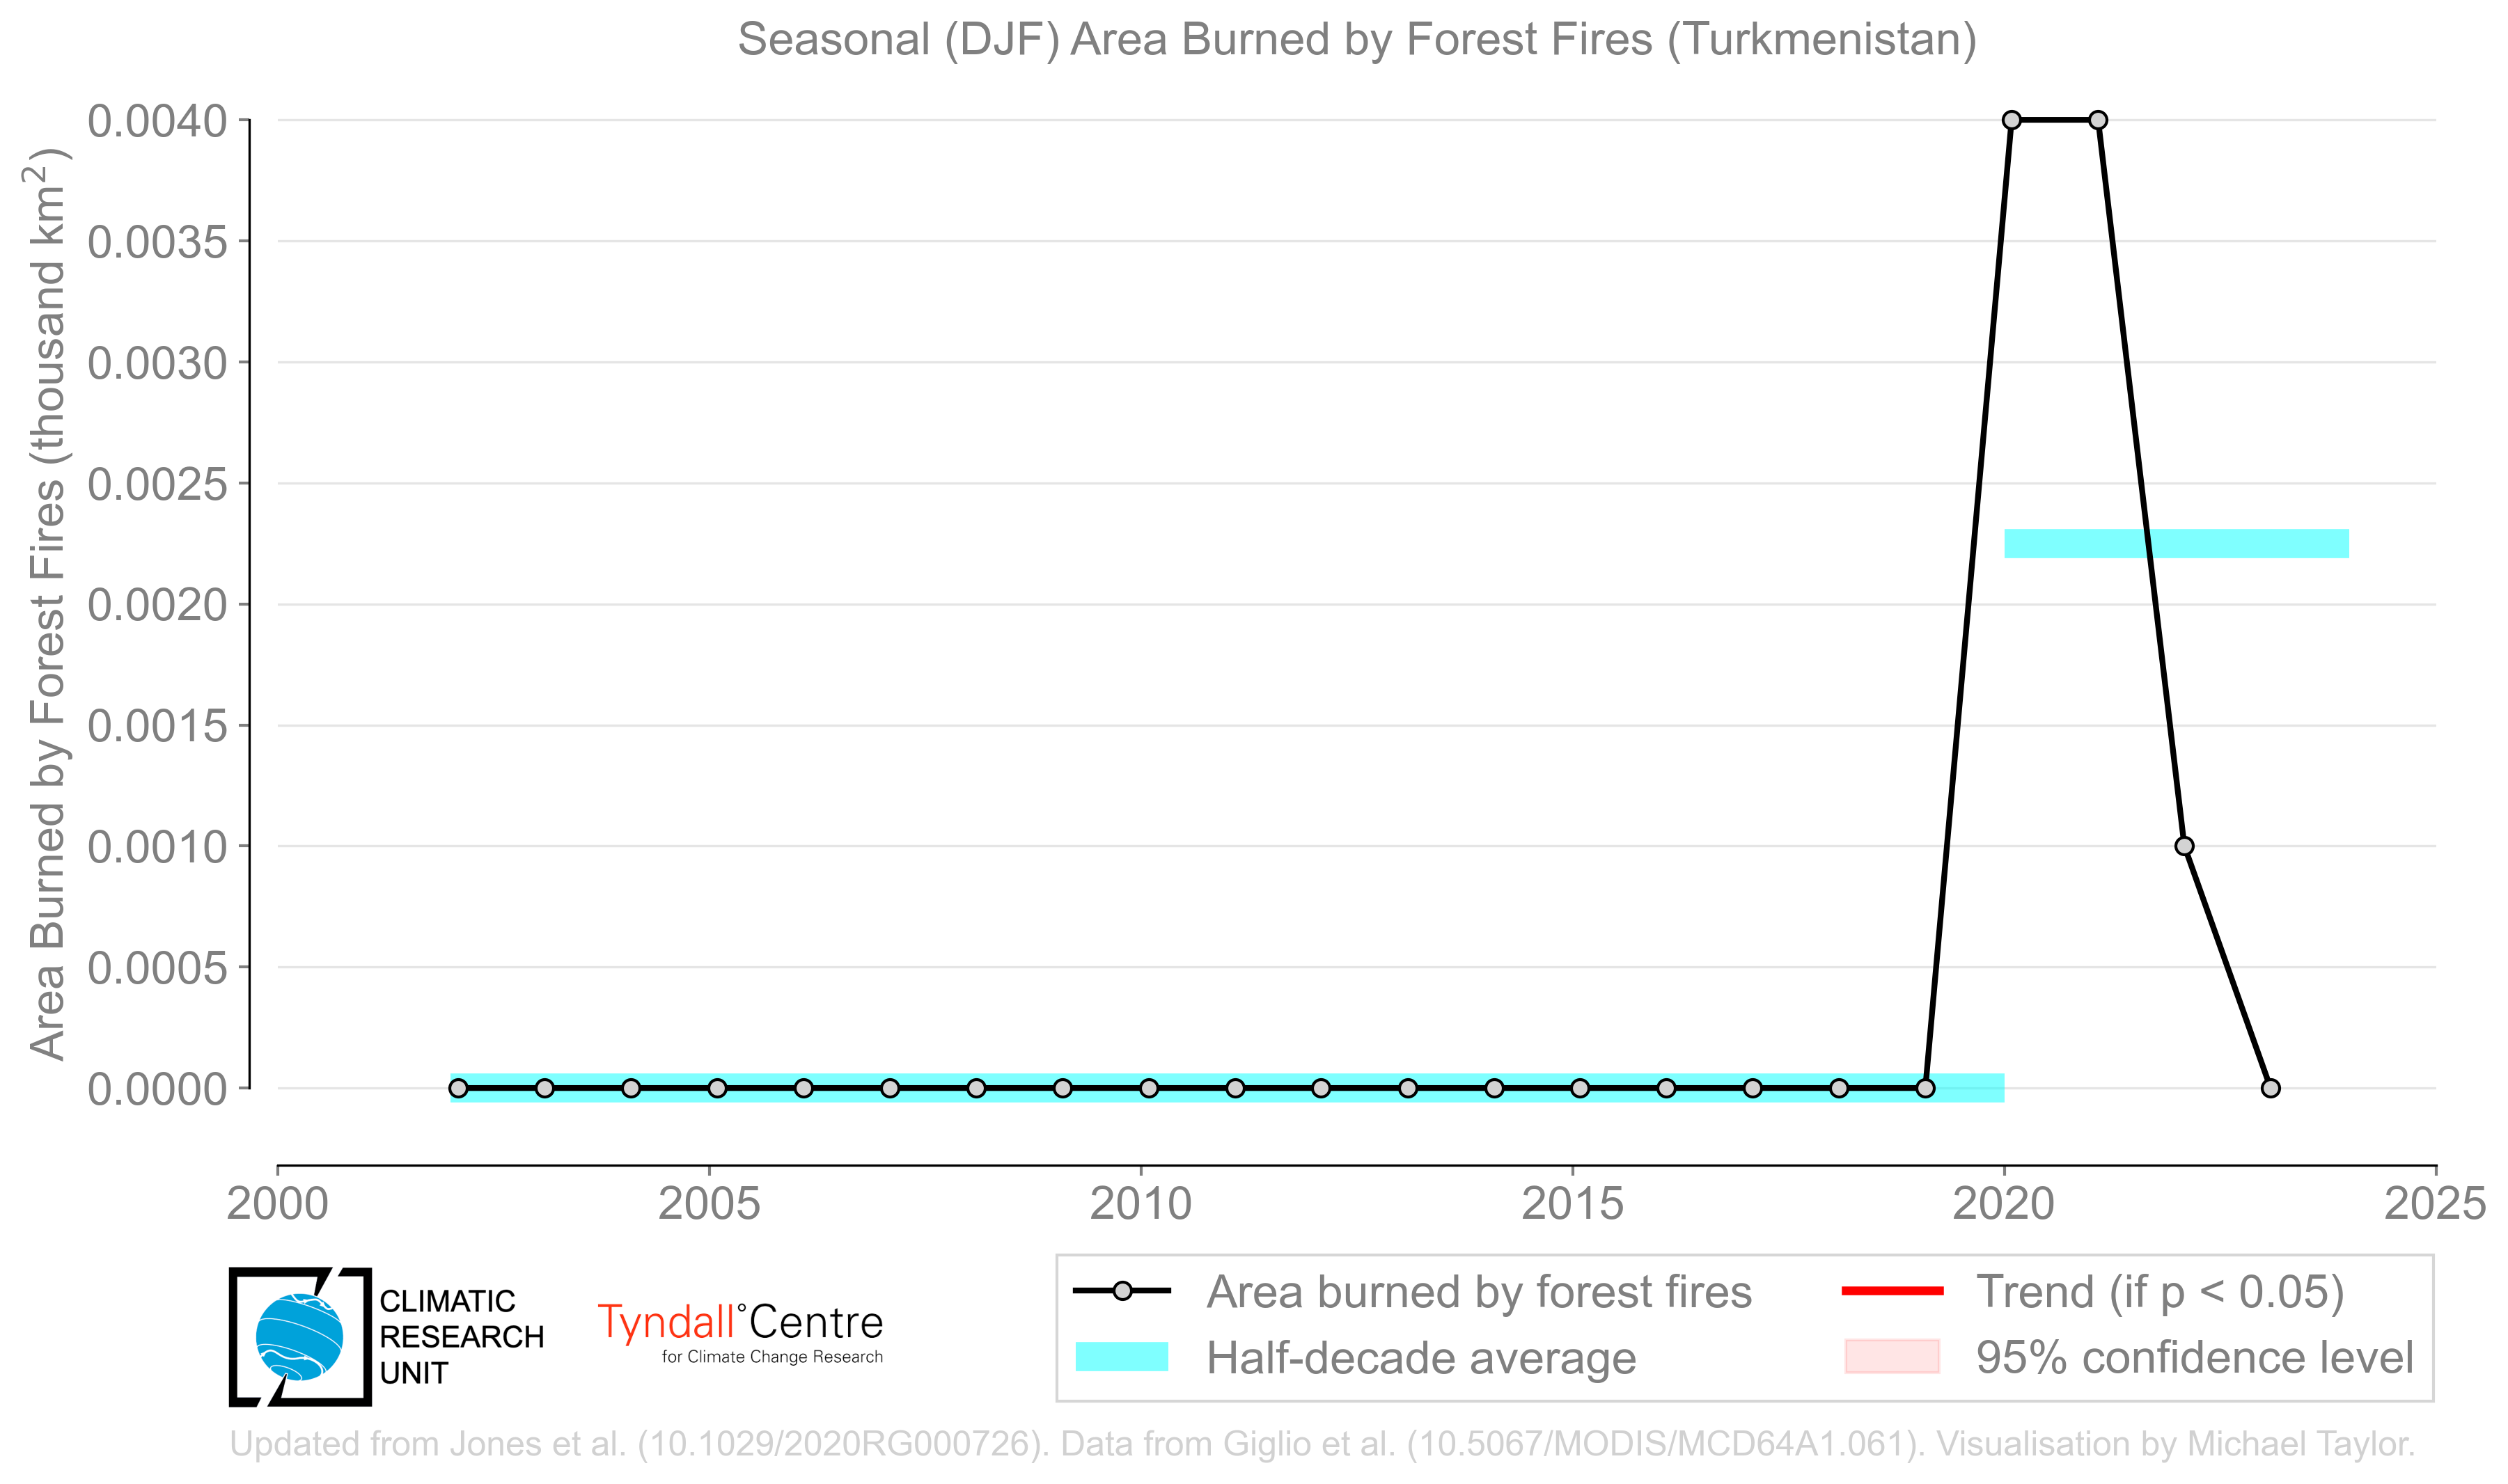 Seasonal (DJF) Area Burned by Forest Fires (Turkmenistan)
Area Burned by Forest Fires (thousand km²)
0.0040
0.0035
0.0030
0.0025
0.0020
0.0015
0.0010
0.0005
0.0000
2000 2005 2010 2015 2020 2025
CLIMATIC
RESEARCH
UNIT
Tyndall°Centre
for Climate Change Research
Area burned by forest fires
Half-decade average
Trend (if p < 0.05)
95% confidence level
Updated from Jones et al. (10.1029/2020RG000726). Data from Giglio et al. (10.5067/MODIS/MCD64A1.061). Visualisation by Michael Taylor.